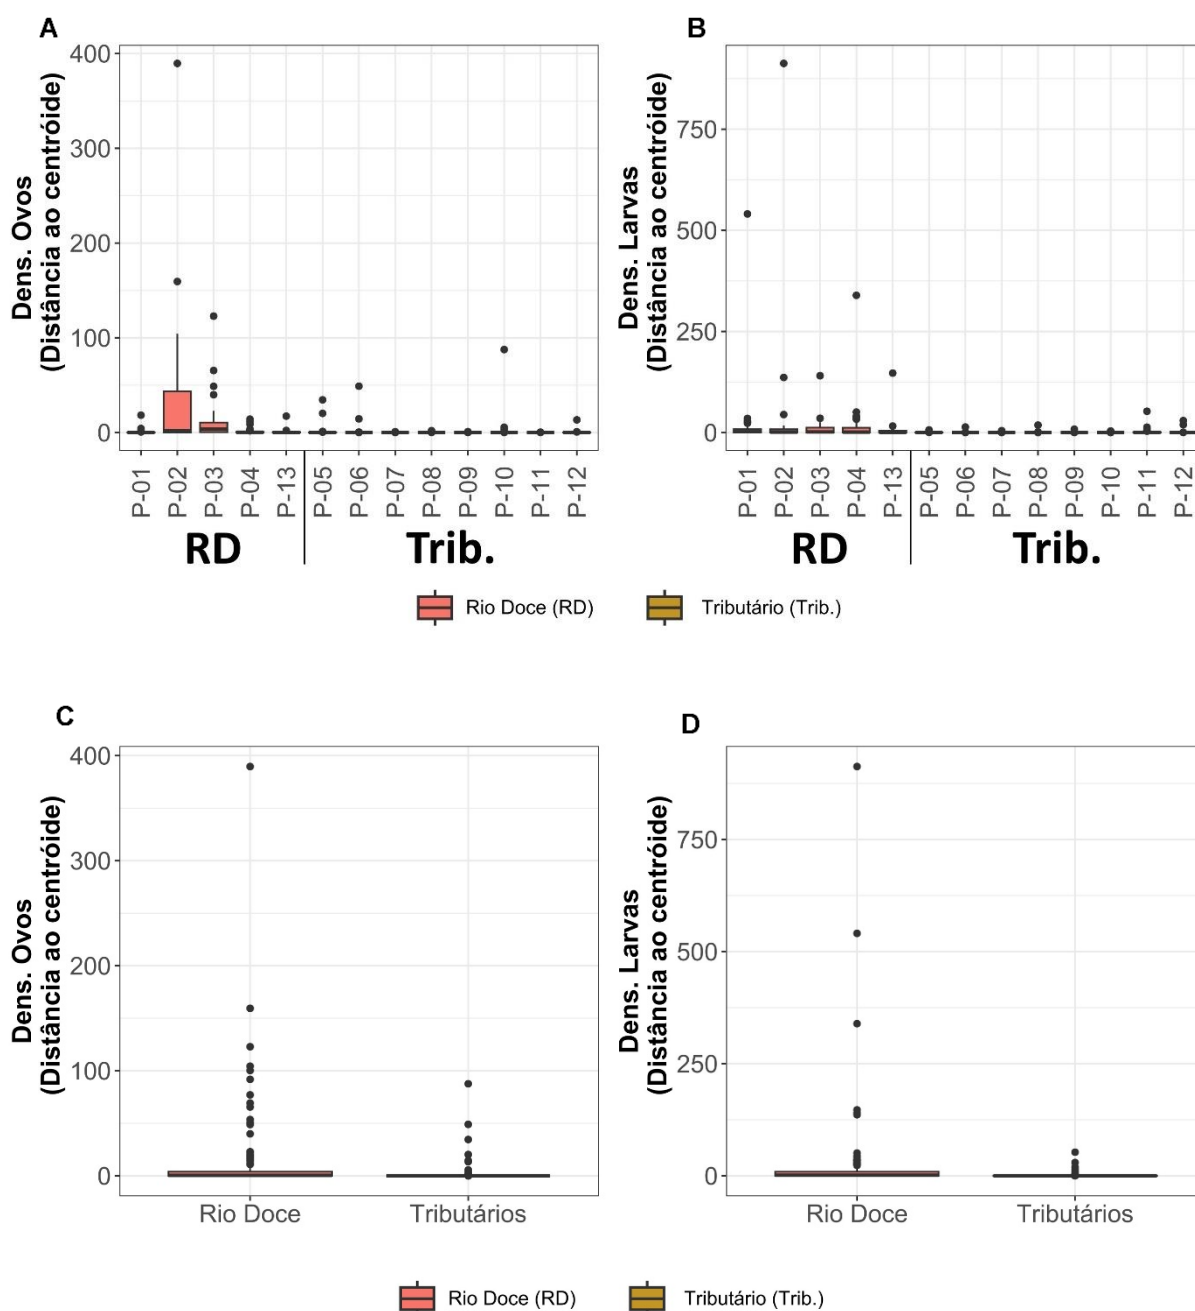 A
Dens. Ovos
(Distância ao centróide)
400
300
200
100
0
P-01 P-02 P-03 P-04 P-13 P-05 P-06 P-07 P-08 P-09 P-10 P-11 P-12
RD Trib.
B
Dens. Larvas
(Distância ao centróide)
750
500
250
0
P-01 P-02 P-03 P-04 P-13 P-05 P-06 P-07 P-08 P-09 P-10 P-11 P-12
RD Trib.
Rio Doce (RD) Tributário (Trib.)
C
Dens. Ovos
(Distância ao centróide)
400
300
200
100
0
Rio Doce Tributários
D
Dens. Larvas
(Distância ao centróide)
750
500
250
0
Rio Doce Tributários
Rio Doce (RD) Tributário (Trib.)